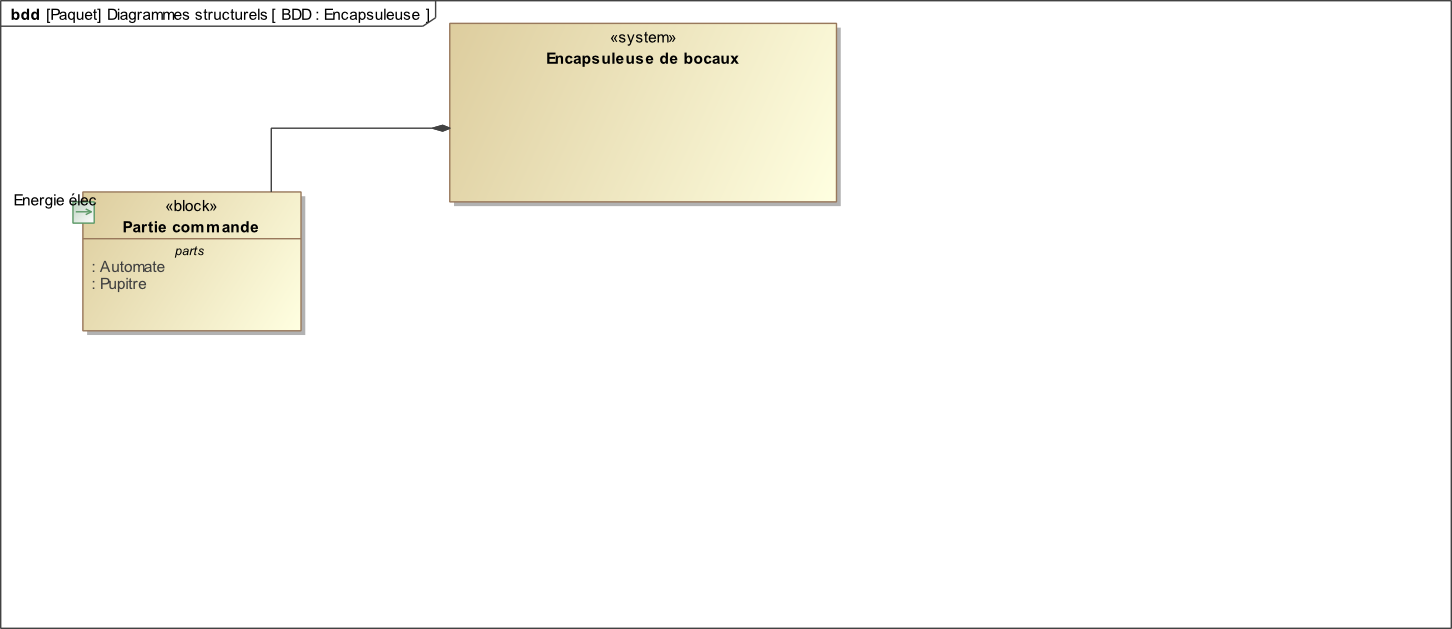 bdd [Paquet] Diagrammes structurels [ BDD : Encapsuleuse ]
«system»
Encapsuleuse de bocaux
Energie élec
«block»
Partie commande
parts
: Automate
: Pupitre